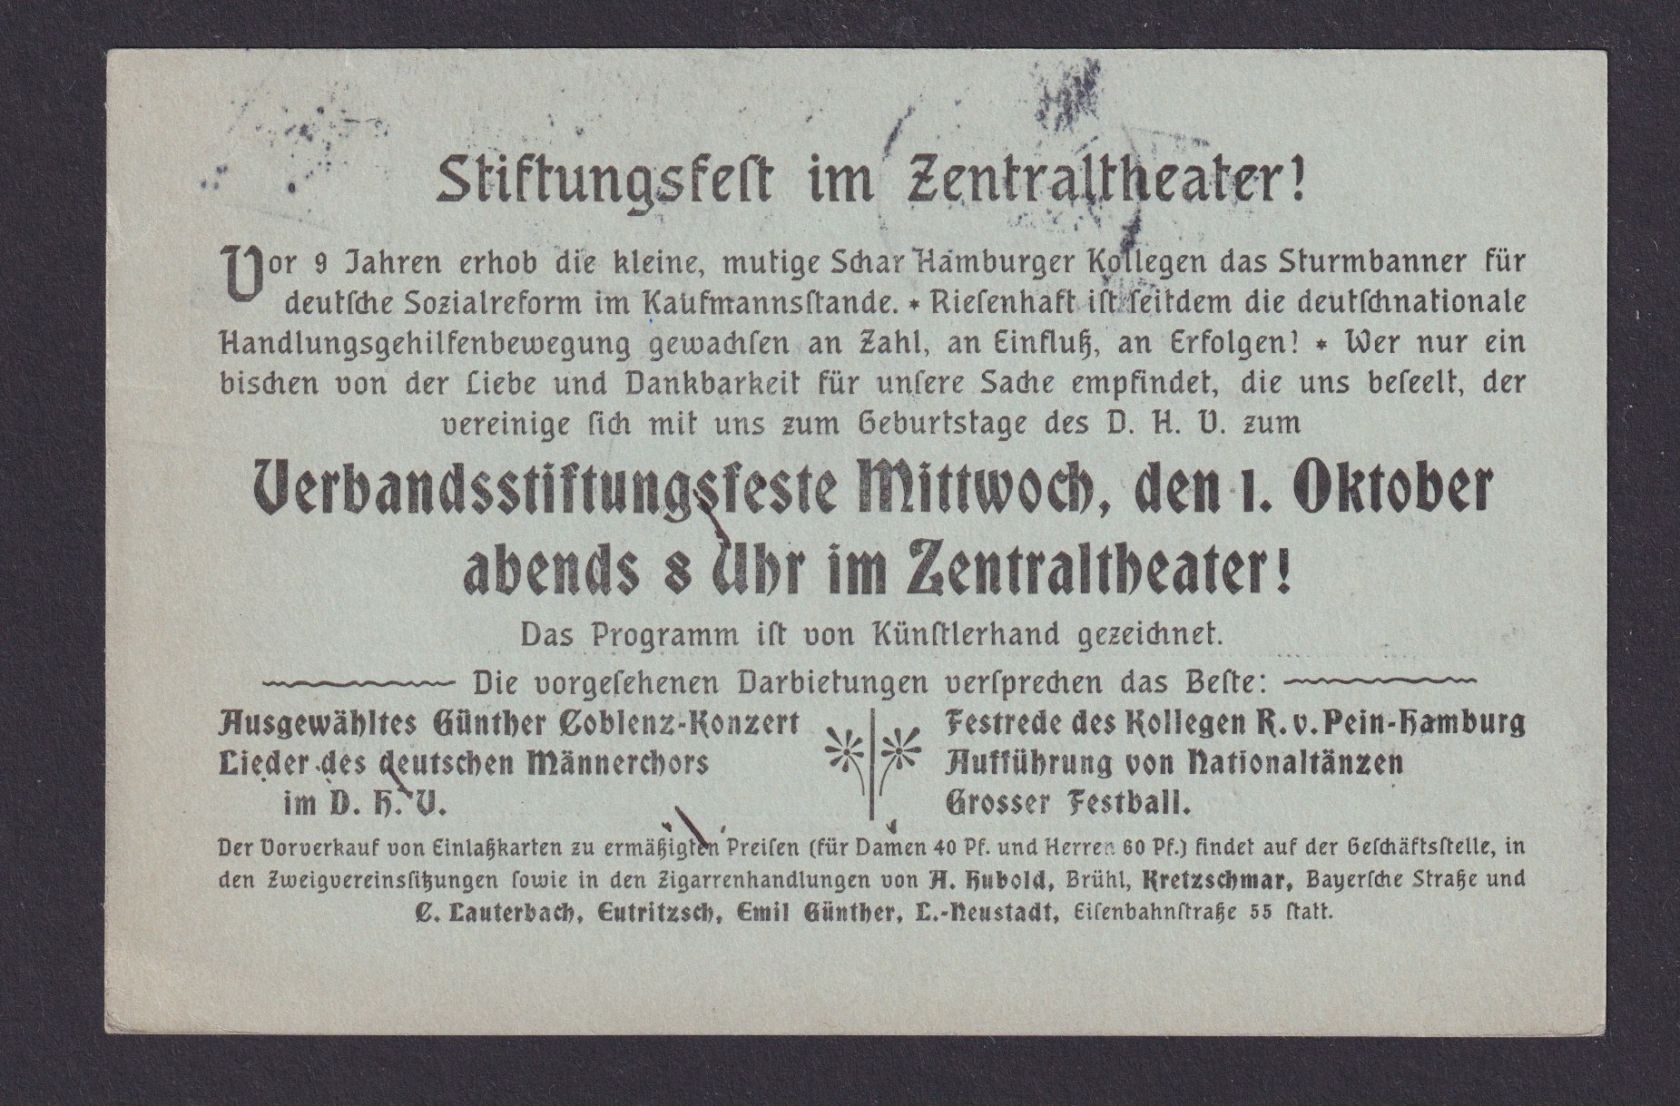 Stiftungsfeſt im Zentraltheater!
Vor 9 Jahren erhob die kleine, mutige Schar Hamburger Kollegen das Sturmbanner für
deutſche Sozialreform im Kaufmannsſtande. * Rieſenhaft iſt ſeitdem die deutſchnationale
Handlungsgehilfenbewegung gewachſen an Zahl, an Einfluß, an Erfolgen! * Wer nur ein
bischen von der Liebe und Dankbarkeit für unſere Sache empfindet, die uns beſeelt, der
vereinige ſich mit uns zum Geburtstage des D. H. V. zum
Verbandsstiftungsfeste Mittwoch, den 1. Oktober
abends 8 Uhr im Zentraltheater!
Das Programm iſt von Künſtlerhand gezeichnet.
Die vorgeſehenen Darbietungen verſprechen das Beſte:
Ausgewähltes Günther Coblenz-Konzert
Lieder des deutschen Männerchors
im D. H. V.
Festrede des Kollegen R. v. Pein-Hamburg
Aufführung von Nationaltänzen
Grosser Festball.
Der Vorverkauf von Einlaßkarten zu ermäßigten Preiſen (für Damen 40 Pf. und Herren 60 Pf.) findet auf der Geſchäftsſtelle, in
den Zweigvereinsſitzungen ſowie in den Zigarrenhandlungen von A. Hubold, Brühl, Kretzschmar, Bayerſche Straße und
C. Lauterbach, Eutritzsch, Emil Günther, L.-Neustadt, Eiſenbahnſtraße 55 ſtatt.